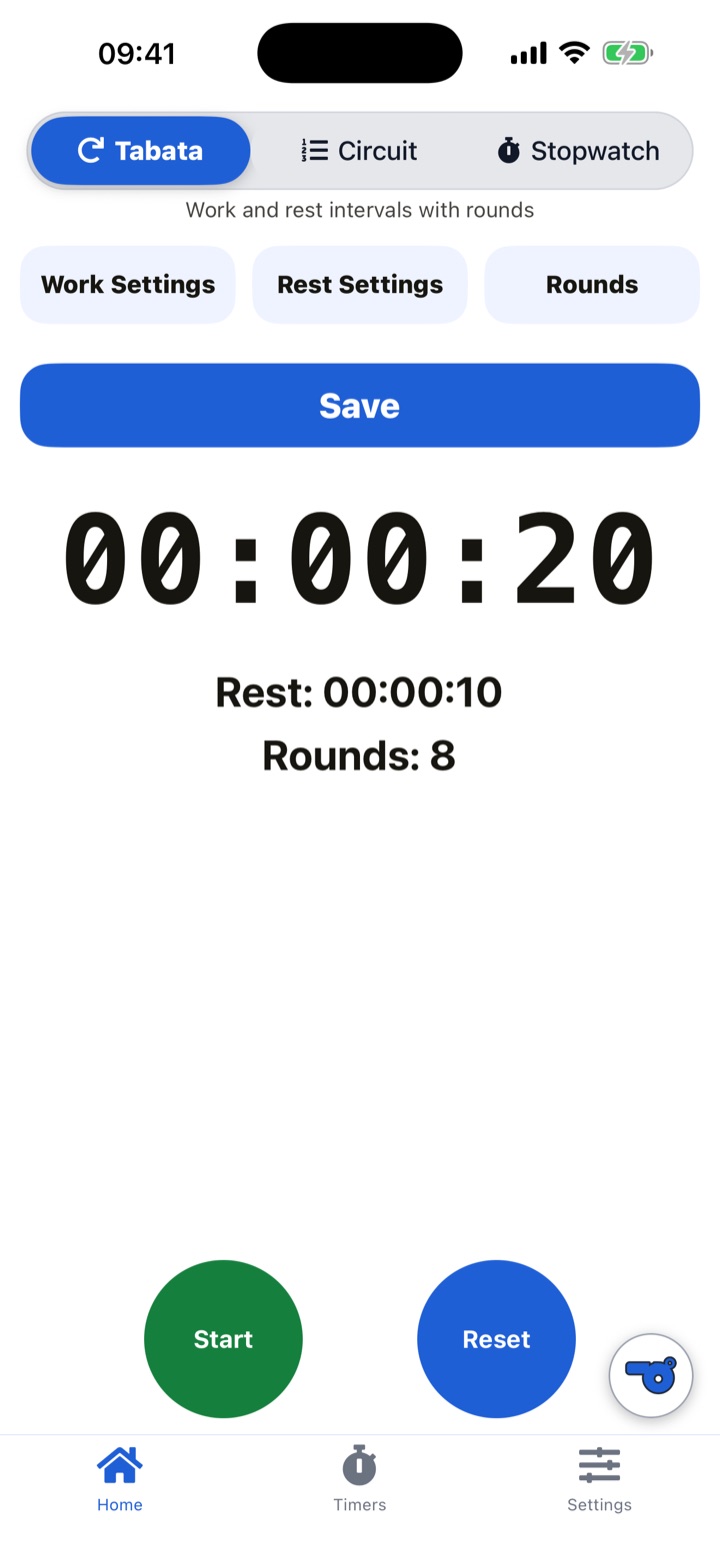 09:41
Tabata
Circuit
Stopwatch
Work and rest intervals with rounds
Work Settings
Rest Settings
Rounds
Save
00:00:20
Rest: 00:00:10
Rounds: 8
Start
Reset
Home
Timers
Settings